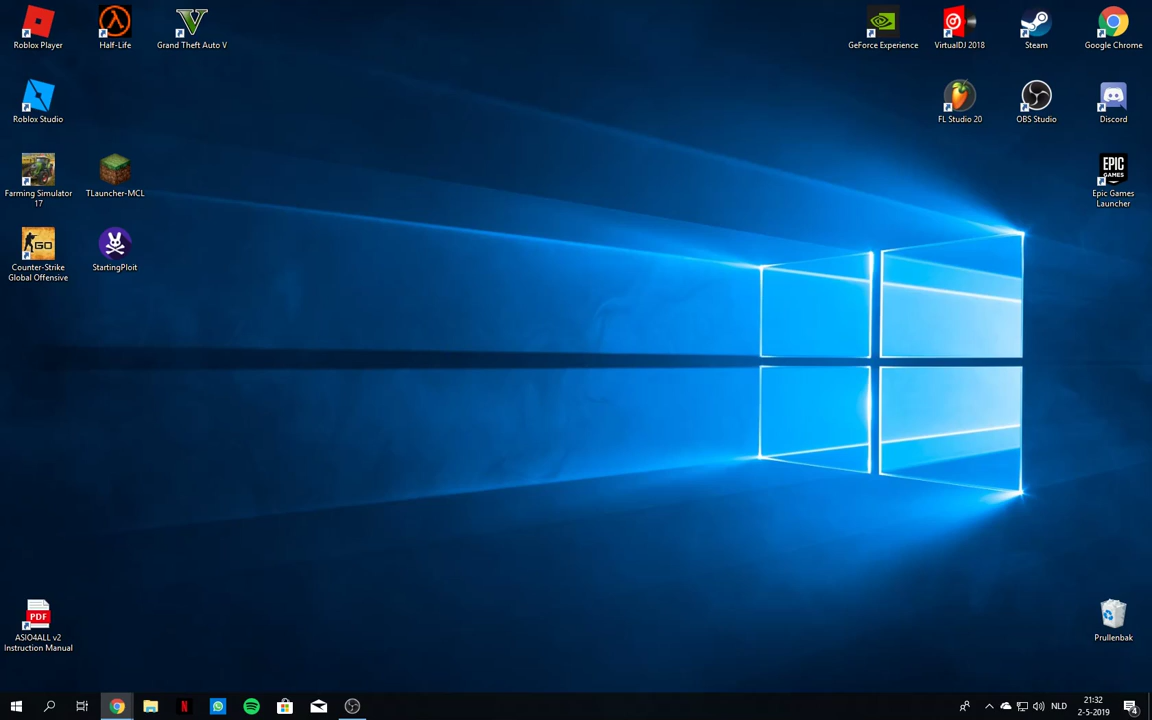 Roblox Player
Half-Life
Grand Theft Auto V
GeForce Experience
VirtualDJ 2018
Steam
Google Chrome
Roblox Studio
FL Studio 20
OBS Studio
Discord
Farming Simulator
17
TLauncher-MCL
EPIC
GAMES
Epic Games
Launcher
GO
Counter-Strike
Global Offensive
StartingPloit
PDF
ASIO4ALL v2
Instruction Manual
Prullenbak
N
NLD
21:32
2-5-2019
4